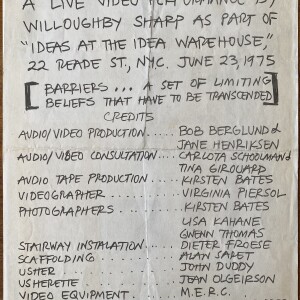 A LIVE VIDEO PERFORMANCE BY
WILLOUGHBY SHARP AS PART OF
"IDEAS AT THE IDEA WAREHOUSE,"
22 READE ST., NYC. JUNE 23, 1975
[BARRIERS... A SET OF LIMITING
BELIEFS THAT HAVE TO BE TRANSCENDED]
CREDITS
AUDIO/VIDEO PRODUCTION..... BOB BERGLUND &
JANE HENRIKSEN
AUDIO/VIDEO CONSULTATION.... CARLOTA SCHOOLMAN &
TINA GIROUARD
AUDIO TAPE PRODUCTION..... KIRSTEN BATES
VIDEOGRAPHER........... VIRGINIA PIERSOL
PHOTOGRAPHERS.......... KIRSTEN BATES
LISA KAHANE
GWENN THOMAS
STAIRWAY INSTALATION...... DIETER FROESE
SCAFFOLDING........... ALAN SARET
USHER............... JOHN DUDDY
USHERETTE............ JEAN OLGEIRSON
VIDEO EQUIPMENT........ M.E.R.C.